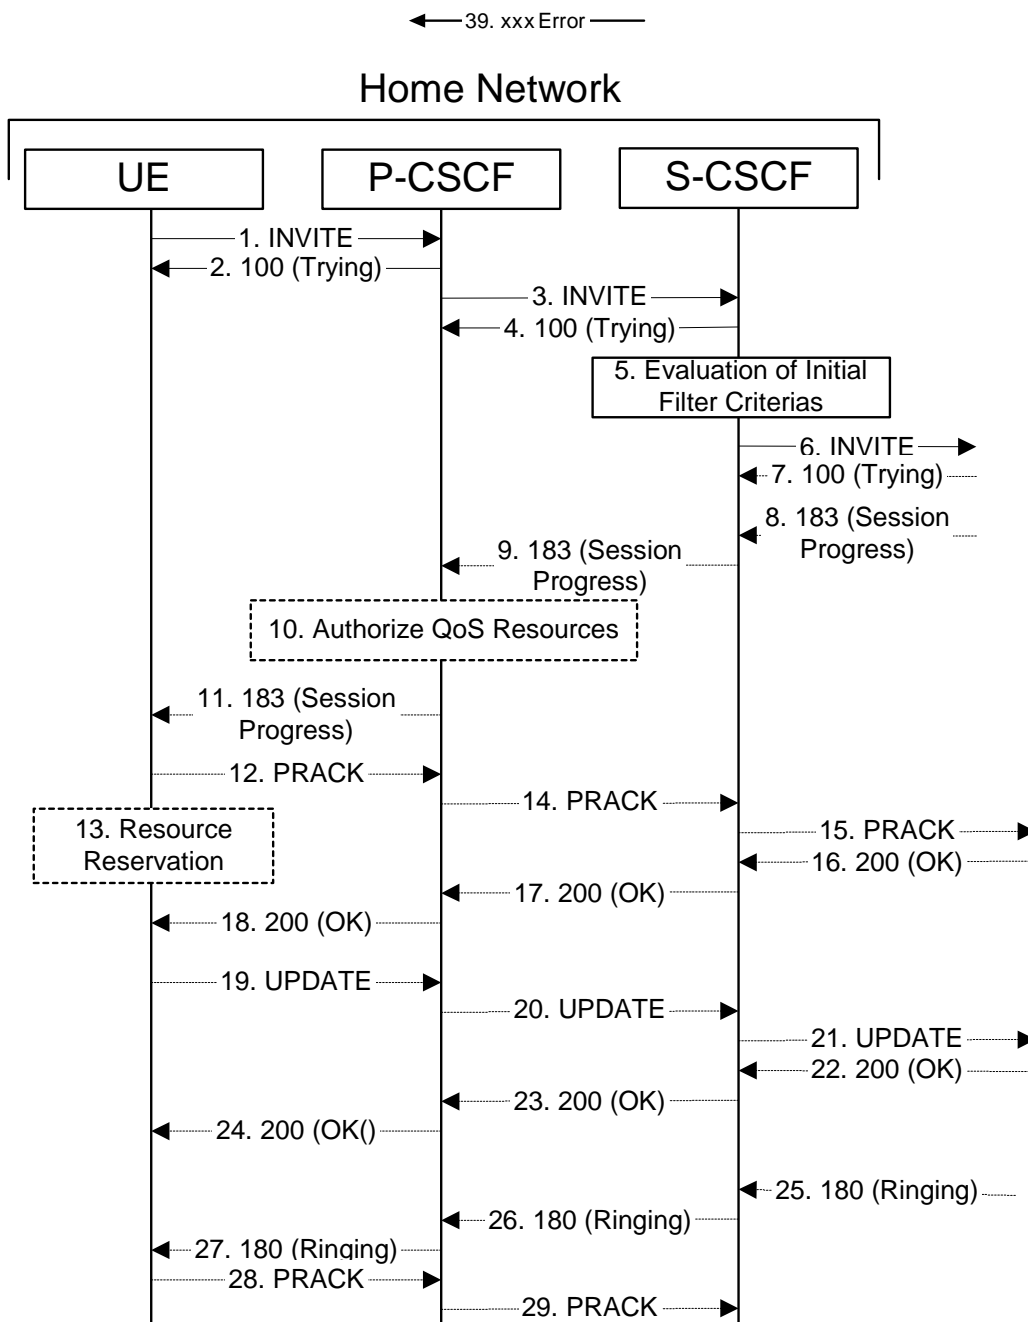 39. xxx Error
Home Network
UE
P-CSCF
S-CSCF
1. INVITE
2. 100 (Trying)
3. INVITE
4. 100 (Trying)
5. Evaluation of Initial
Filter Criterias
6. INVITE
7. 100 (Trying)
8. 183 (Session
Progress)
9. 183 (Session
Progress)
10. Authorize QoS Resources
11. 183 (Session
Progress)
12. PRACK
14. PRACK
13. Resource
Reservation
15. PRACK
16. 200 (OK)
17. 200 (OK)
18. 200 (OK)
19. UPDATE
20. UPDATE
21. UPDATE
22. 200 (OK)
23. 200 (OK)
24. 200 (OK()
25. 180 (Ringing)
26. 180 (Ringing)
27. 180 (Ringing)
28. PRACK
29. PRACK